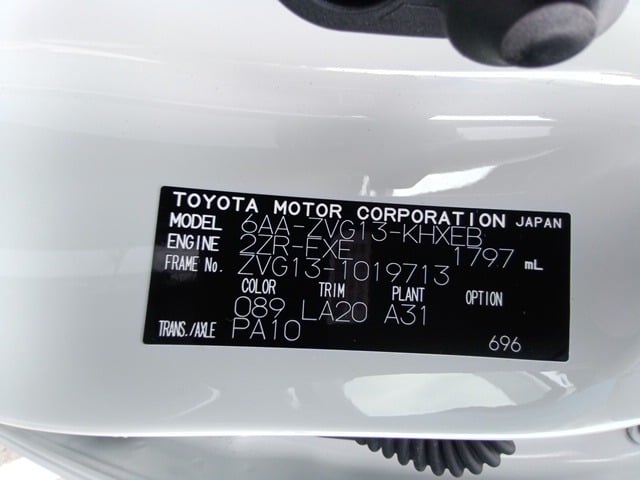 TOYOTA MOTOR CORPORATION JAPAN
MODEL 6AA-ZVG13-KHXEB
ENGINE 2ZR-FXE 1797 mL
FRAME No. ZVG13-1019713
COLOR TRIM PLANT OPTION
089 LA20 A31
TRANS./AXLE PA10 696